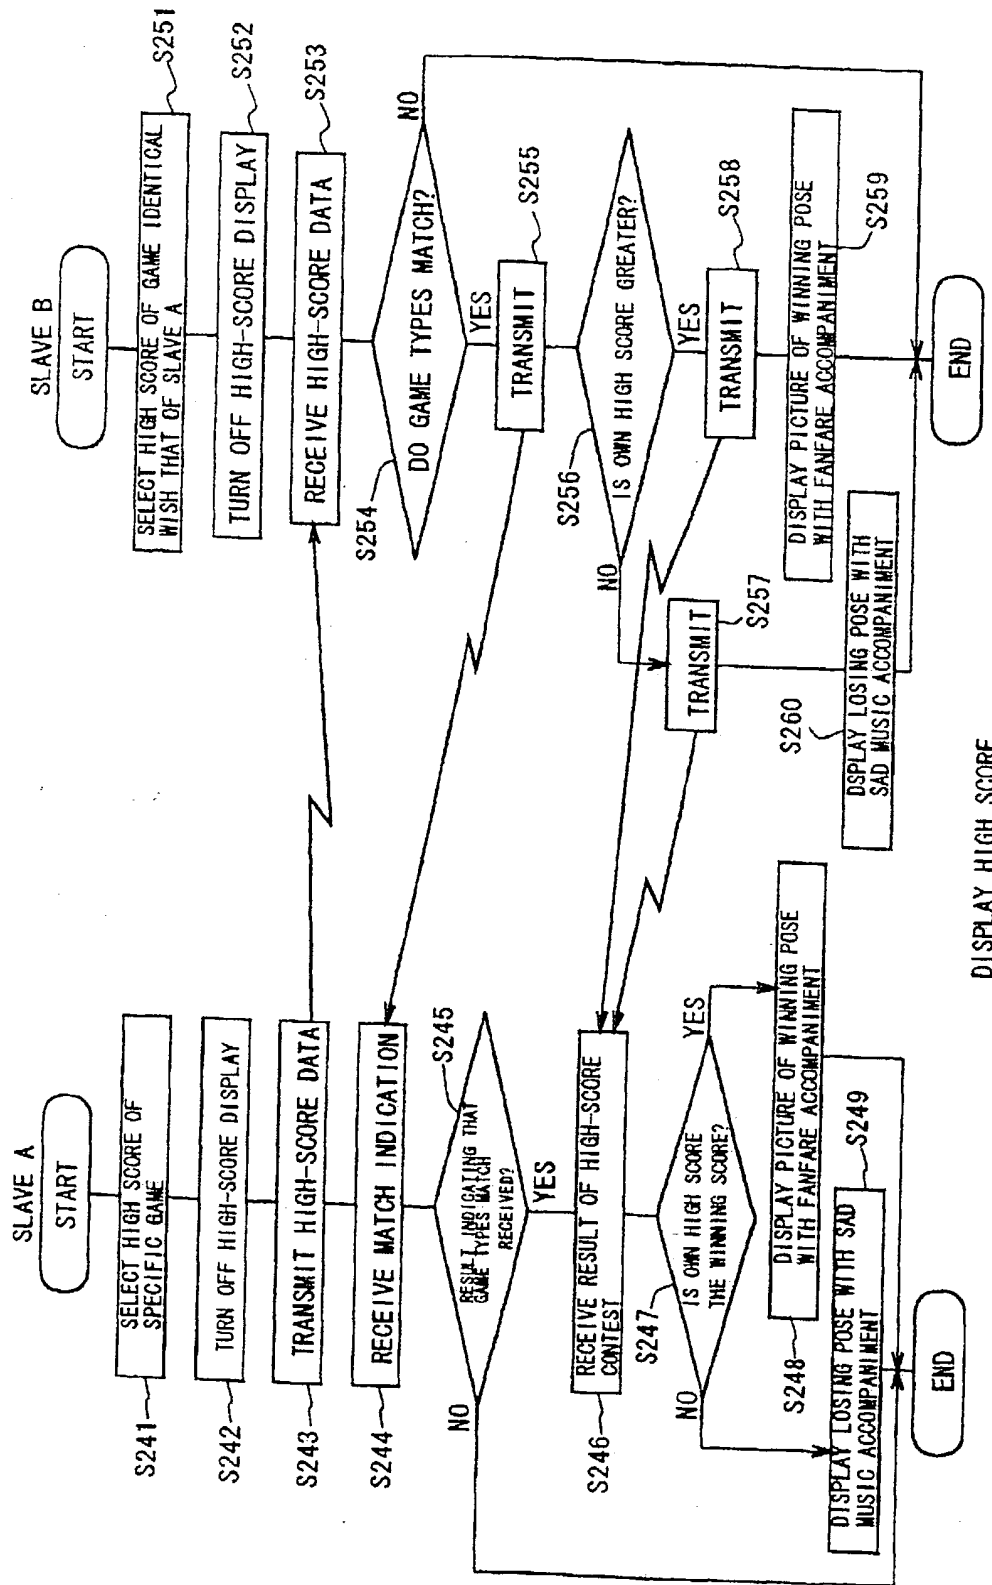 SLAVE A
START
SELECT HIGH SCORE OF
SPECIFIC GAME
S241
TURN OFF HIGH-SCORE DISPLAY
S242
TRANSMIT HIGH-SCORE DATA
S243
RECEIVE MATCH INDICATION
S244
RESULT INDICATING THAT
GAME TYPES MATCH
RECEIVED?
S245
NO
YES
RECEIVE RESULT OF HIGH-SCORE
CONTEST
S246
IS OWN HIGH SCORE
THE WINNING SCORE?
S247
NO
YES
DISPLAY PICTURE OF WINNING POSE
WITH FANFARE ACCOMPANIMENT
S248
DISPLAY LOSING POSE WITH SAD
MUSIC ACCOMPANIMENT
S249
END
SLAVE B
START
SELECT HIGH SCORE OF GAME IDENTICAL
WISH THAT OF SLAVE A
S251
TURN OFF HIGH-SCORE DISPLAY
S252
RECEIVE HIGH-SCORE DATA
S253
DO GAME TYPES MATCH?
S254
NO
YES
TRANSMIT
S255
IS OWN HIGH SCORE GREATER?
S256
NO
YES
TRANSMIT
S257
TRANSMIT
S258
DISPLAY PICTURE OF WINNING POSE
WITH FANFARE ACCOMPANIMENT
S259
DSPLAY LOSING POSE WITH
SAD MUSIC ACCOMPANIMENT
S260
END
DISPLAY HIGH SCORE